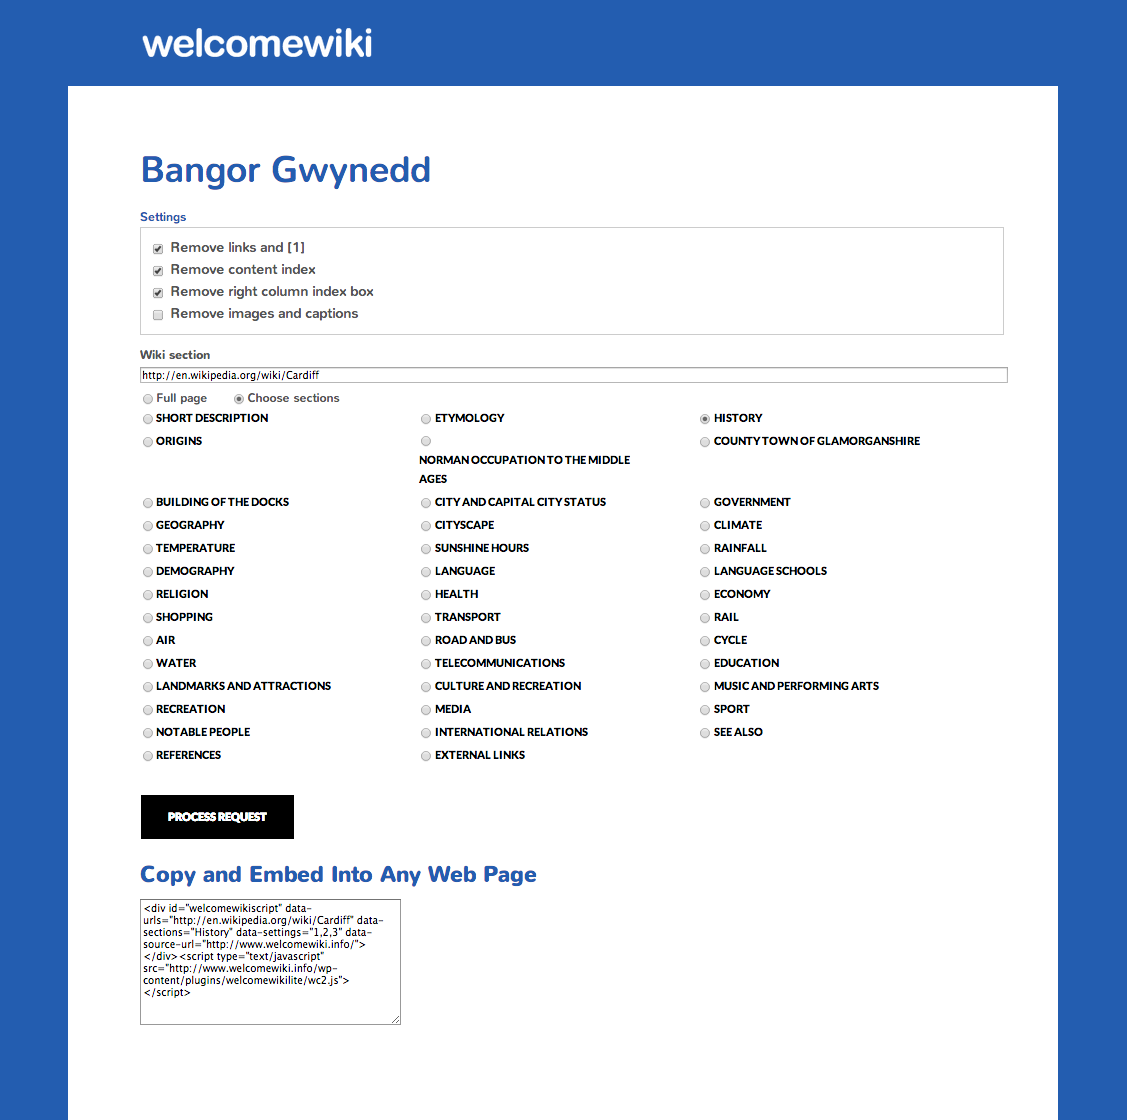 welcomewiki
Bangor Gwynedd
Settings
Remove links and [1]
Remove content index
Remove right column index box
Remove images and captions
Wiki section
http://en.wikipedia.org/wiki/Cardiff
Full page Choose sections
SHORT DESCRIPTION ETYMOLOGY HISTORY
ORIGINS NORMAN OCCUPATION TO THE MIDDLE COUNTY TOWN OF GLAMORGANSHIRE
AGES
BUILDING OF THE DOCKS CITY AND CAPITAL CITY STATUS GOVERNMENT
GEOGRAPHY CITYSCAPE CLIMATE
TEMPERATURE SUNSHINE HOURS RAINFALL
DEMOGRAPHY LANGUAGE LANGUAGE SCHOOLS
RELIGION HEALTH ECONOMY
SHOPPING TRANSPORT RAIL
AIR ROAD AND BUS CYCLE
WATER TELECOMMUNICATIONS EDUCATION
LANDMARKS AND ATTRACTIONS CULTURE AND RECREATION MUSIC AND PERFORMING ARTS
RECREATION MEDIA SPORT
NOTABLE PEOPLE INTERNATIONAL RELATIONS SEE ALSO
REFERENCES EXTERNAL LINKS
PROCESS REQUEST
Copy and Embed Into Any Web Page
<div id="welcomewikiscript" data-
urls="http://en.wikipedia.org/wiki/Cardiff" data-
sections="History" data-settings="1,2,3" data-
source-url="http://www.welcomewiki.info/">
</div><script type="text/javascript"
src="http://www.welcomewiki.info/wp-
content/plugins/welcomewikilite/wc2.js">
</script>